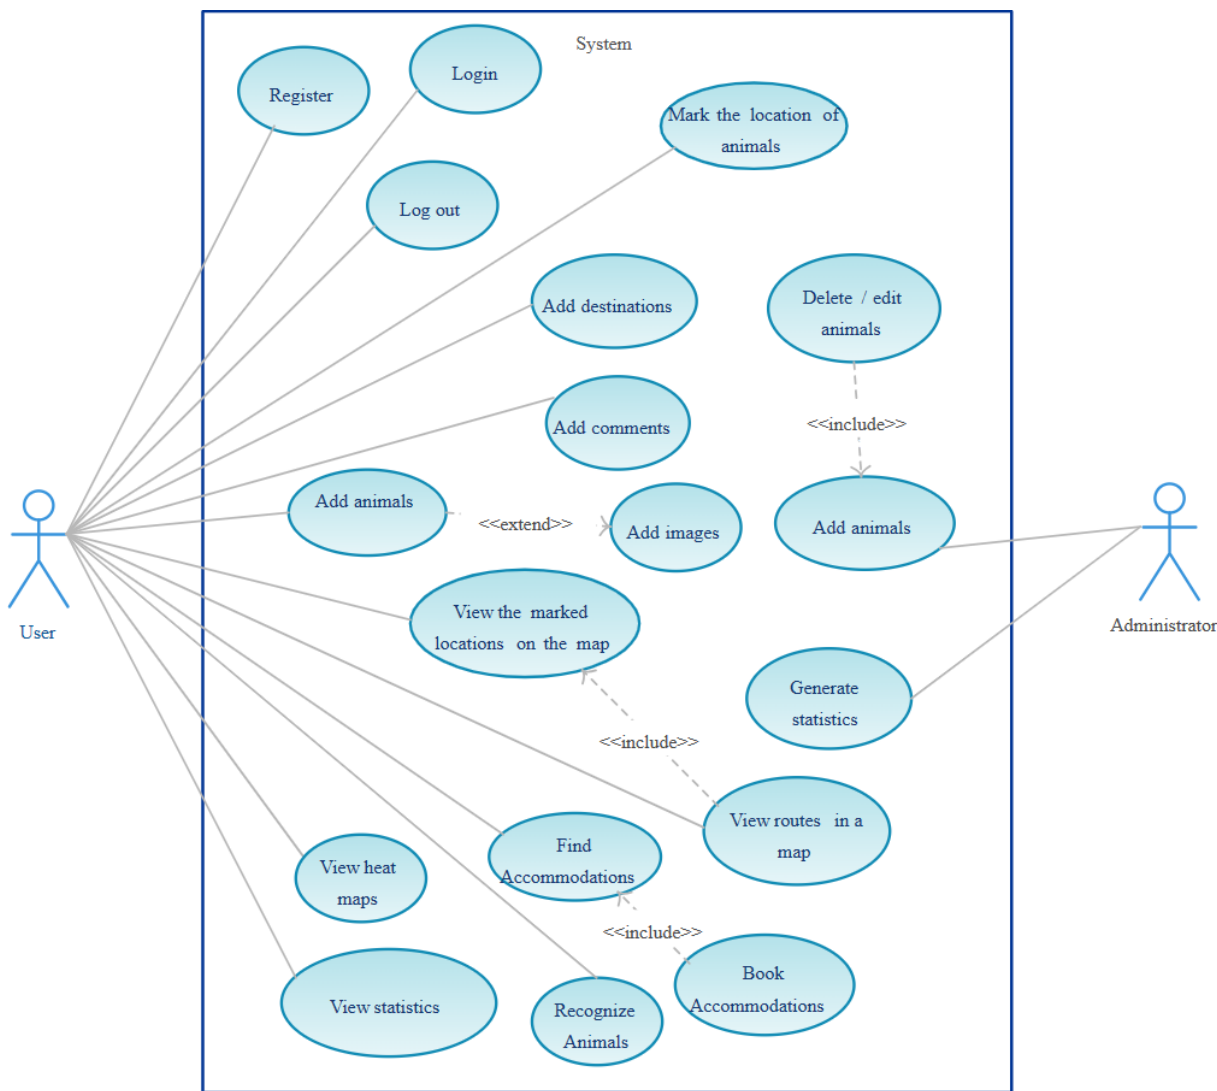 System
Login
Register
Mark the location of
animals
Log out
Add destinations
Delete / edit
animals
Add comments
<<include>>
Add animals
<<extend>>
Add images
Add animals
User
View the marked
locations on the map
Administrator
Generate
statistics
<<include>>
View routes in a
map
Find
Accommodations
View heat
maps
<<include>>
Book
Accommodations
View statistics
Recognize
Animals